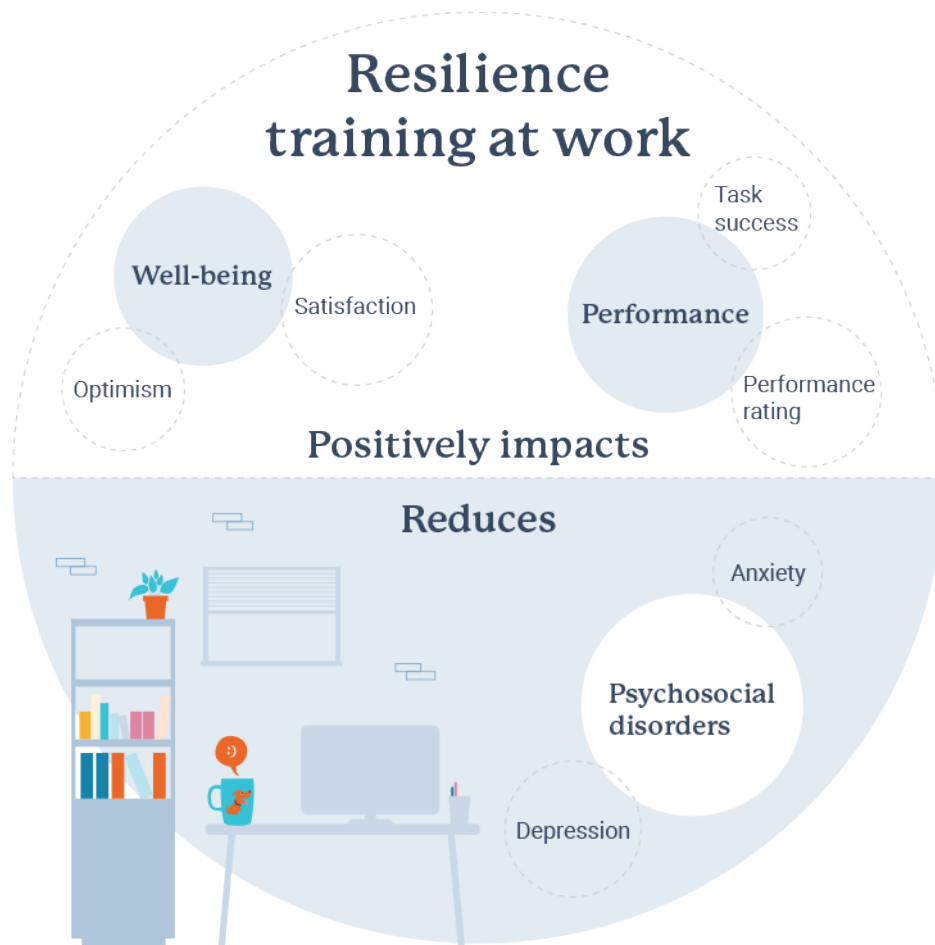 Resilience
training at work
Well-being
Satisfaction
Optimism
Task
success
Performance
Performance
rating
Positively impacts
Reduces
Anxiety
Psychosocial
disorders
Depression
:)